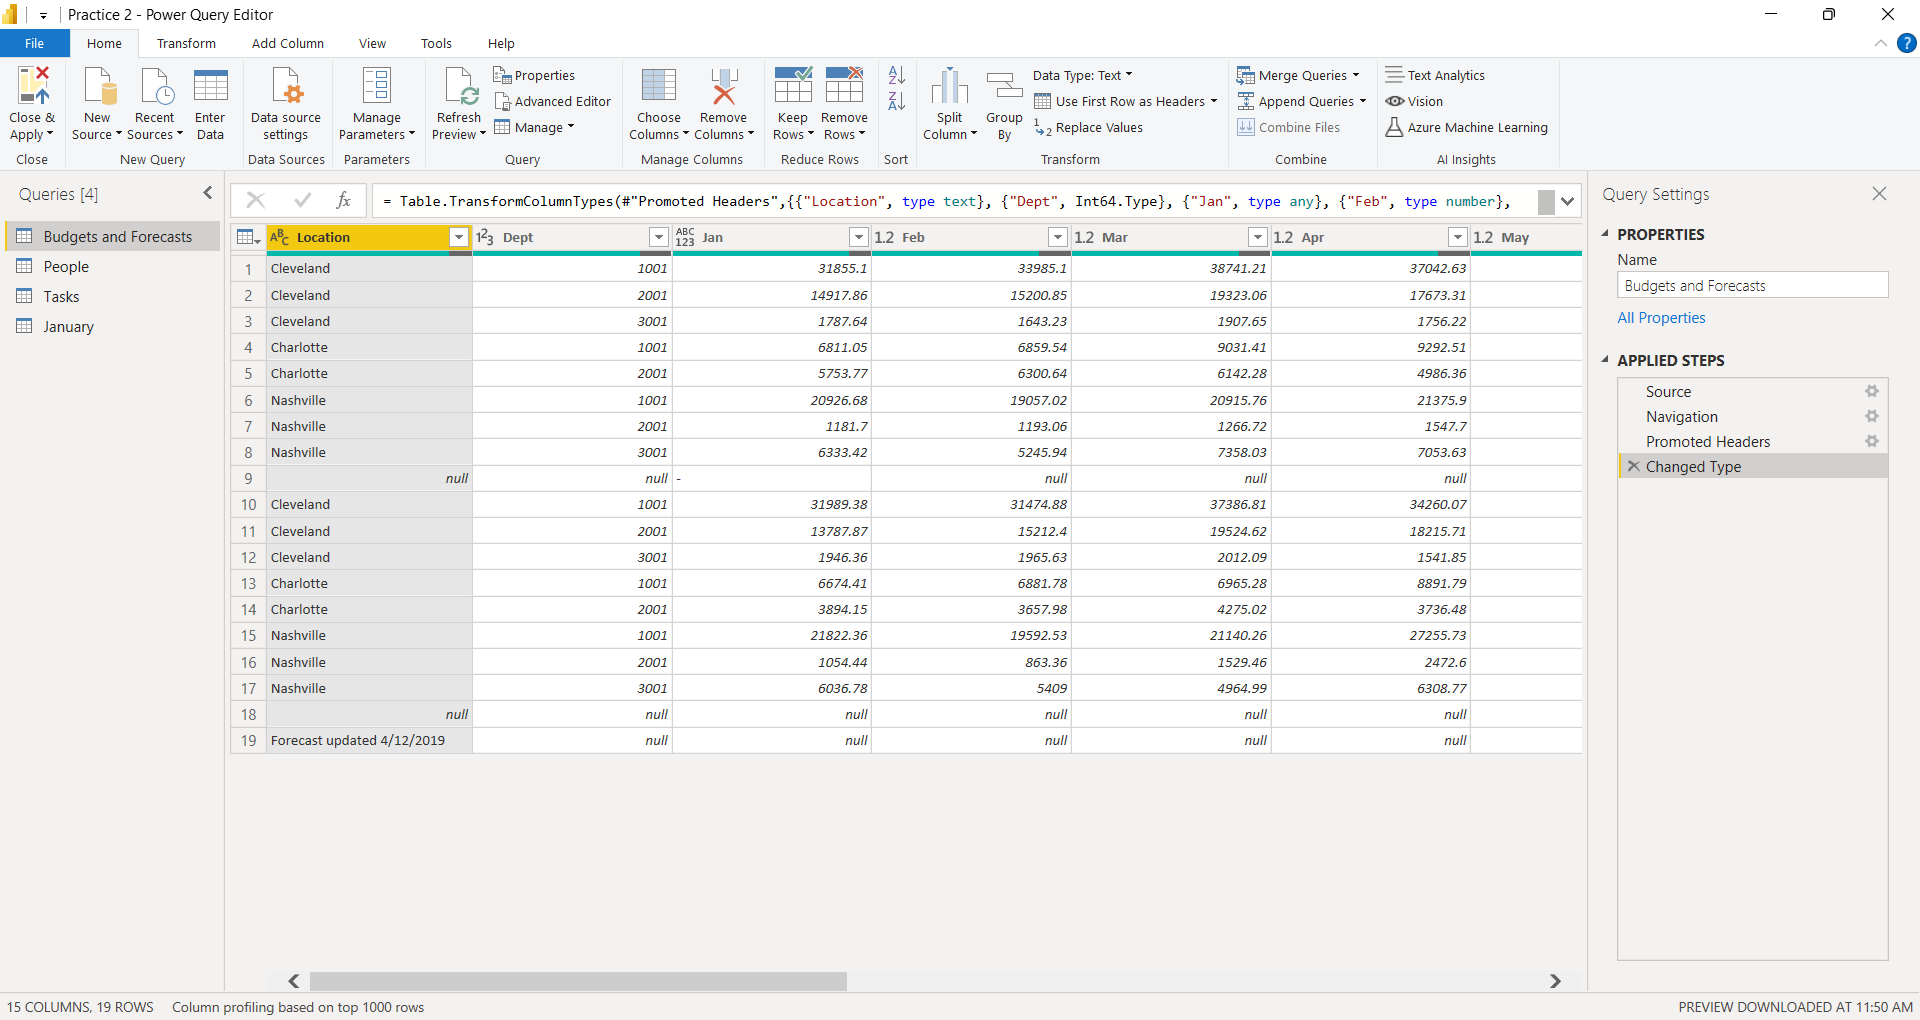 Practice 2 - Power Query Editor
File Home Transform Add Column View Tools Help
Close & Apply
Close
New Source
Recent Sources
Enter Data
New Query
Data source settings
Data Sources
Manage Parameters
Parameters
Refresh Preview
Properties
Advanced Editor
Manage
Query
Choose Columns
Remove Columns
Manage Columns
Keep Rows
Remove Rows
Reduce Rows
Sort
Split Column
Group By
Data Type: Text
Use First Row as Headers
Replace Values
Transform
Merge Queries
Append Queries
Combine Files
Combine
Text Analytics
Vision
Azure Machine Learning
AI Insights
Queries [4]
Budgets and Forecasts
People
Tasks
January
fx = Table.TransformColumnTypes(#"Promoted Headers",{{"Location", type text}, {"Dept", Int64.Type}, {"Jan", type any}, {"Feb", type number},
ABC Location 123 Dept ABC 123 Jan 1.2 Feb 1.2 Mar 1.2 Apr 1.2 May
1 Cleveland 1001 31855.1 33985.1 38741.21 37042.63
2 Cleveland 2001 14917.86 15200.85 19323.06 17673.31
3 Cleveland 3001 1787.64 1643.23 1907.65 1756.22
4 Charlotte 1001 6811.05 6859.54 9031.41 9292.51
5 Charlotte 2001 5753.77 6300.64 6142.28 4986.36
6 Nashville 1001 20926.68 19057.02 20915.76 21375.9
7 Nashville 2001 1181.7 1193.06 1266.72 1547.7
8 Nashville 3001 6333.42 5245.94 7358.03 7053.63
9 null null - null null null
10 Cleveland 1001 31989.38 31474.88 37386.81 34260.07
11 Cleveland 2001 13787.87 15212.4 19524.62 18215.71
12 Cleveland 3001 1946.36 1965.63 2012.09 1541.85
13 Charlotte 1001 6674.41 6881.78 6965.28 8891.79
14 Charlotte 2001 3894.15 3657.98 4275.02 3736.48
15 Nashville 1001 21822.36 19592.53 21140.26 27255.73
16 Nashville 2001 1054.44 863.36 1529.46 2472.6
17 Nashville 3001 6036.78 5409 4964.99 6308.77
18 null null null null null null
19 Forecast updated 4/12/2019 null null null null null
Query Settings
PROPERTIES
Name
Budgets and Forecasts
All Properties
APPLIED STEPS
Source
Navigation
Promoted Headers
Changed Type
15 COLUMNS, 19 ROWS Column profiling based on top 1000 rows
PREVIEW DOWNLOADED AT 11:50 AM